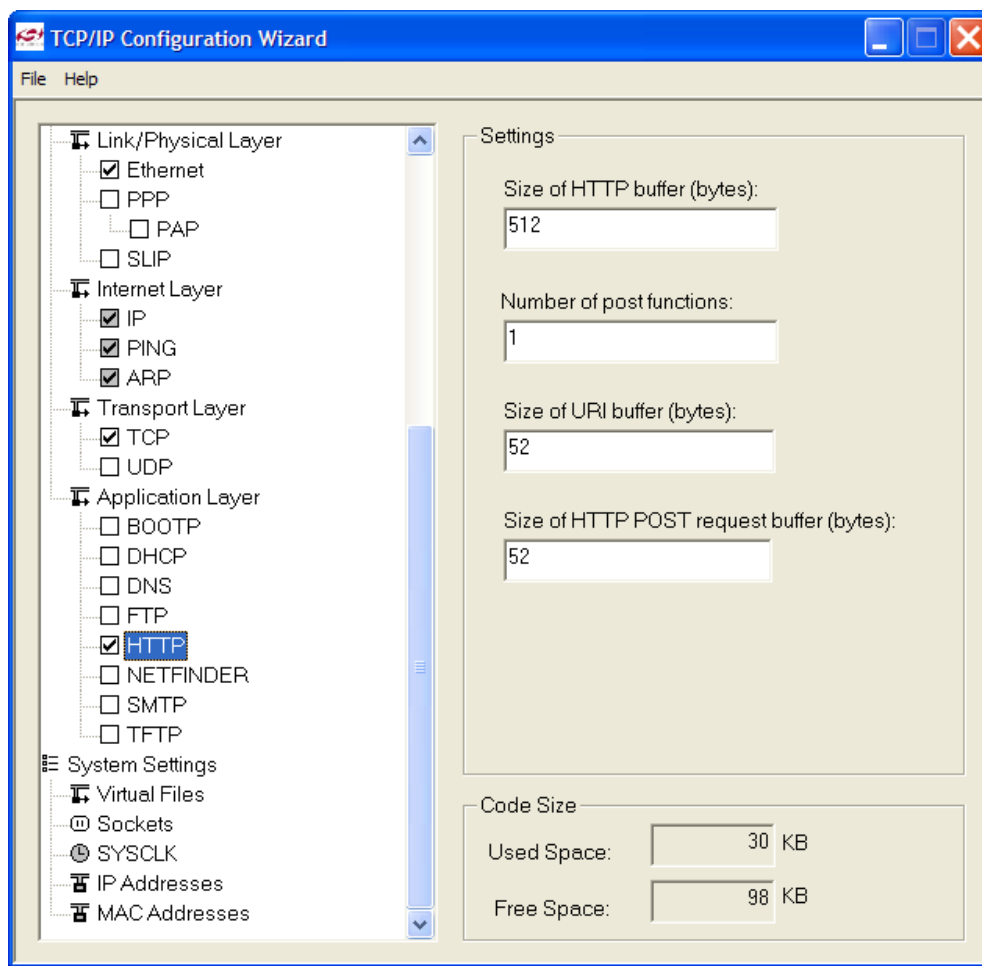 TCP/IP Configuration Wizard
File Help
Link/Physical Layer
Ethernet
PPP
PAP
SLIP
Internet Layer
IP
PING
ARP
Transport Layer
TCP
UDP
Application Layer
BOOTP
DHCP
DNS
FTP
HTTP
NETFINDER
SMTP
TFTP
System Settings
Virtual Files
Sockets
SYSCLK
IP Addresses
MAC Addresses
Settings
Size of HTTP buffer (bytes):
512
Number of post functions:
1
Size of URI buffer (bytes):
52
Size of HTTP POST request buffer (bytes):
52
Code Size
Used Space: 30 KB
Free Space: 98 KB